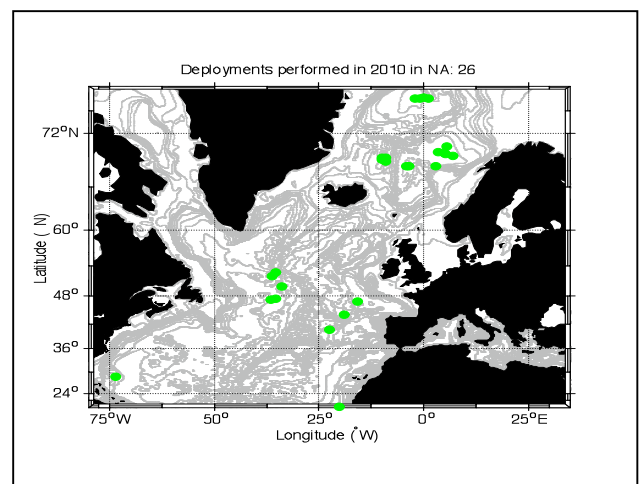 Deployments performed in 2010 in NA: 26
72°N
60°
48°
36°
24°
Latitude (°N)
75°W
50°
25°
0°
25°E
Longitude (°W)